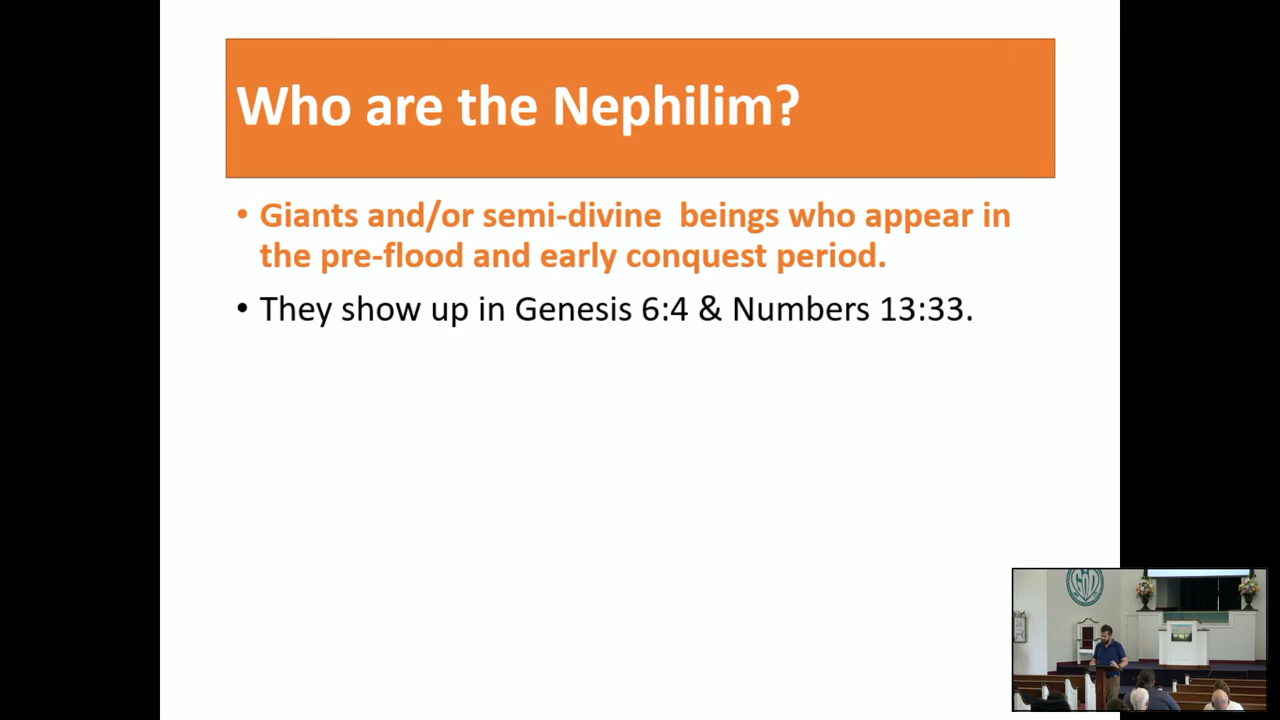 Who are the Nephilim?
• Giants and/or semi-divine  beings who appear in
the pre-flood and early conquest period.
• They show up in Genesis 6:4 & Numbers 13:33.